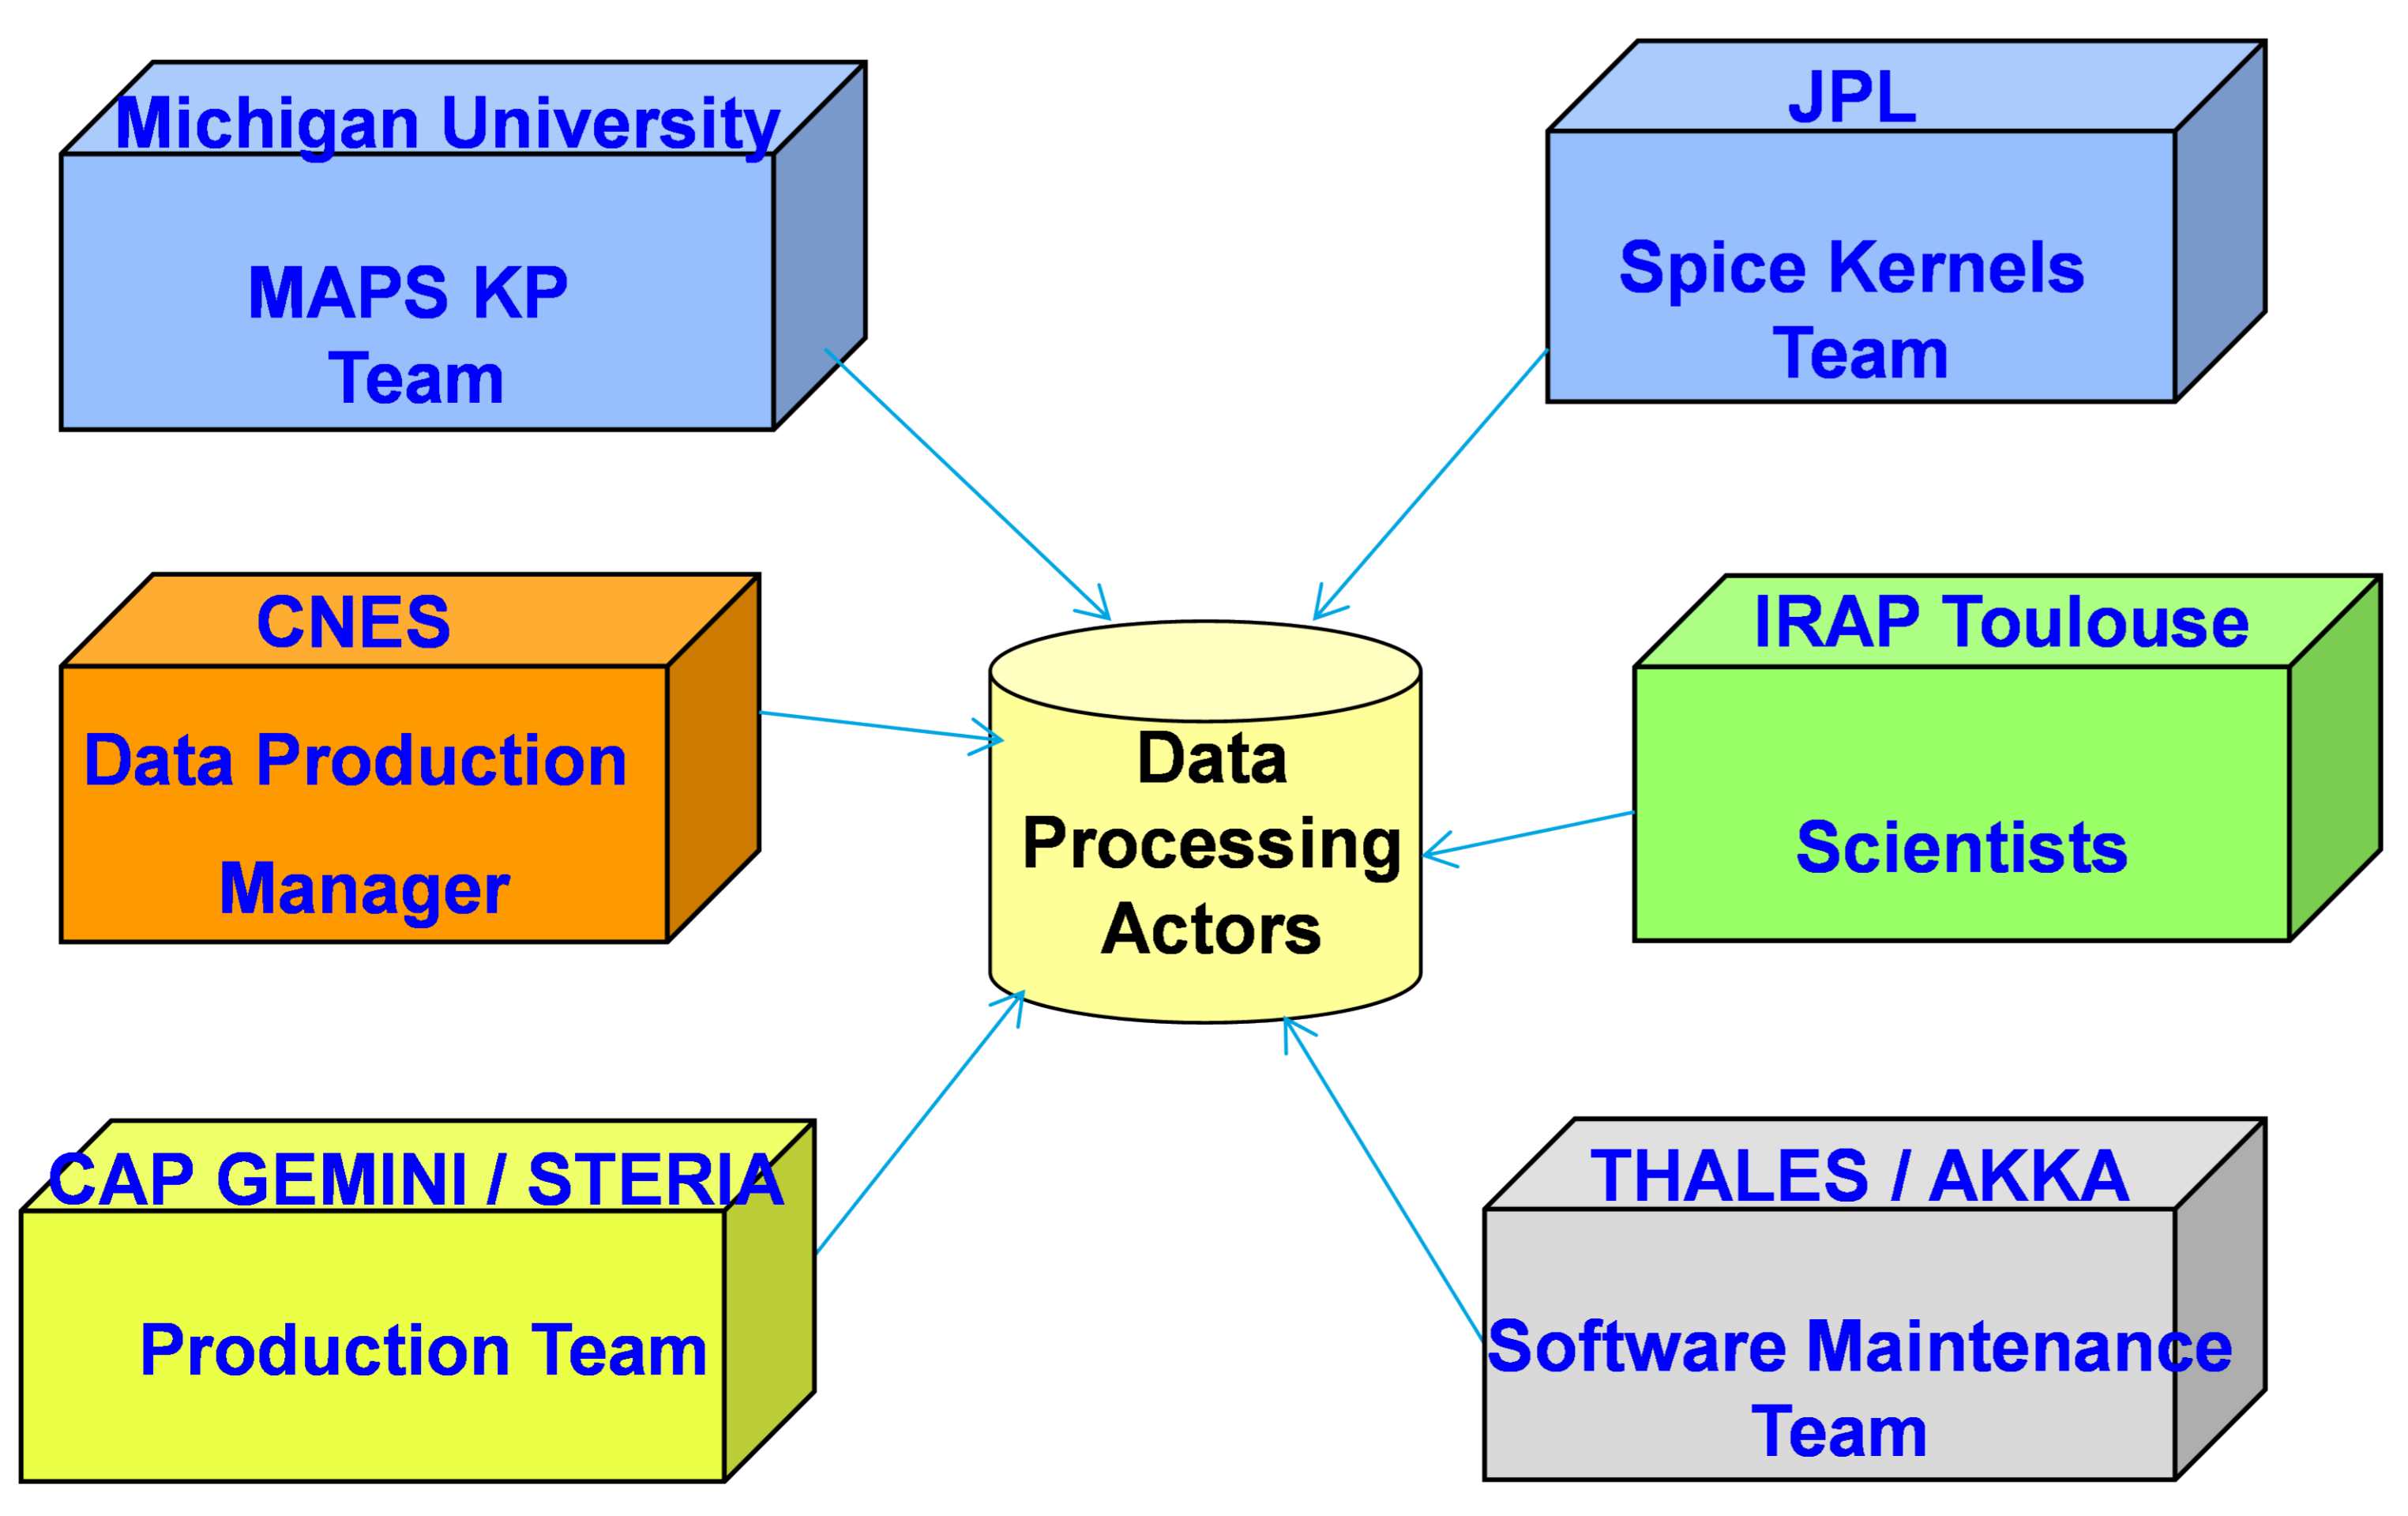 Michigan University
MAPS KP
Team
JPL
Spice Kernels
Team
CNES
Data Production
Manager
Data
Processing
Actors
IRAP Toulouse
Scientists
CAP GEMINI / STERIA
Production Team
THALES / AKKA
Software Maintenance
Team